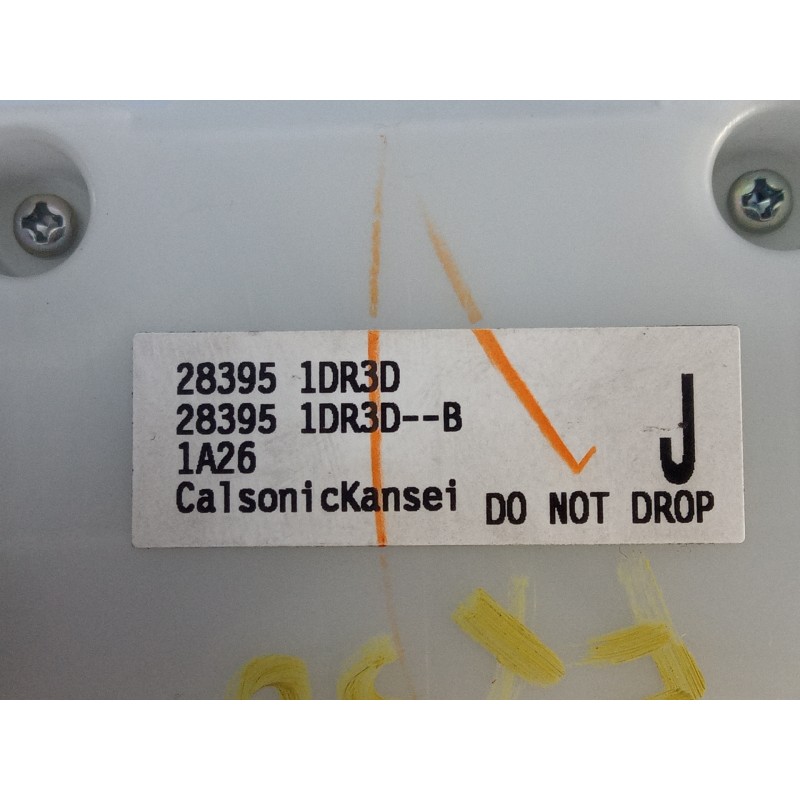 28395 1DR3D
28395 1DR3D--B
1A26
CalsonicKansei
DO NOT DROP
J